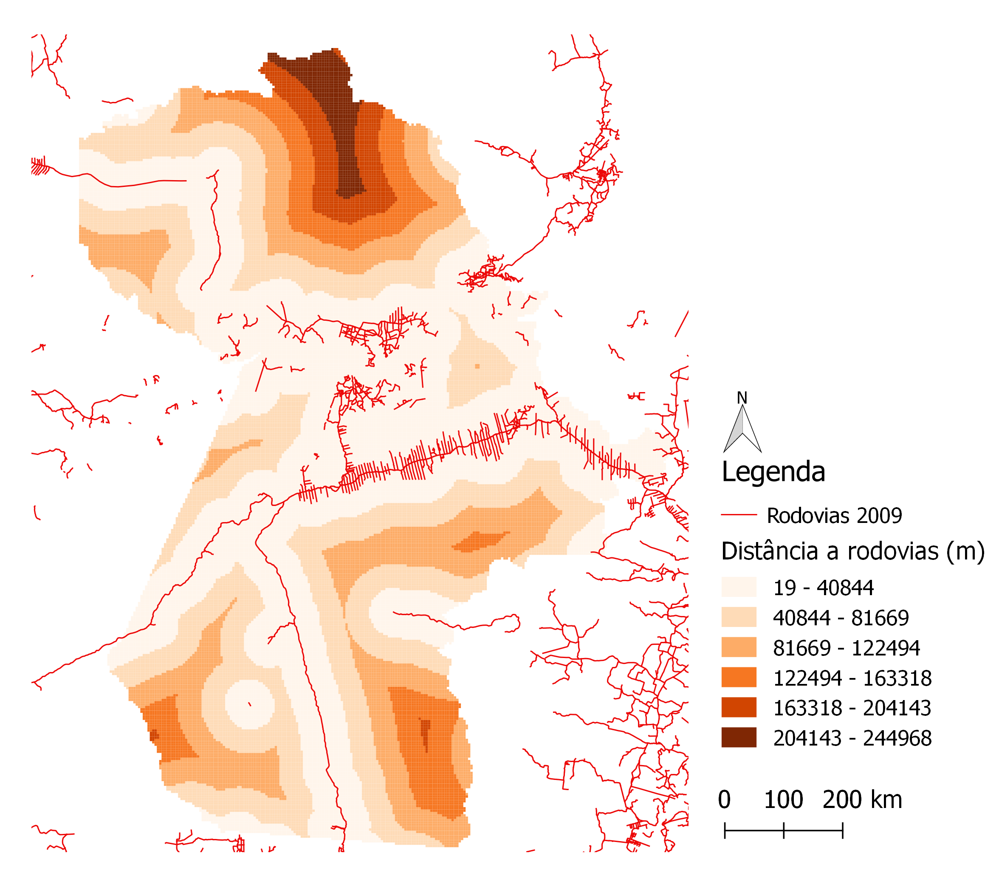 N
Legenda
Rodovias 2009
Distância a rodovias (m)
19 - 40844
40844 - 81669
81669 - 122494
122494 - 163318
163318 - 204143
204143 - 244968
0 100 200 km